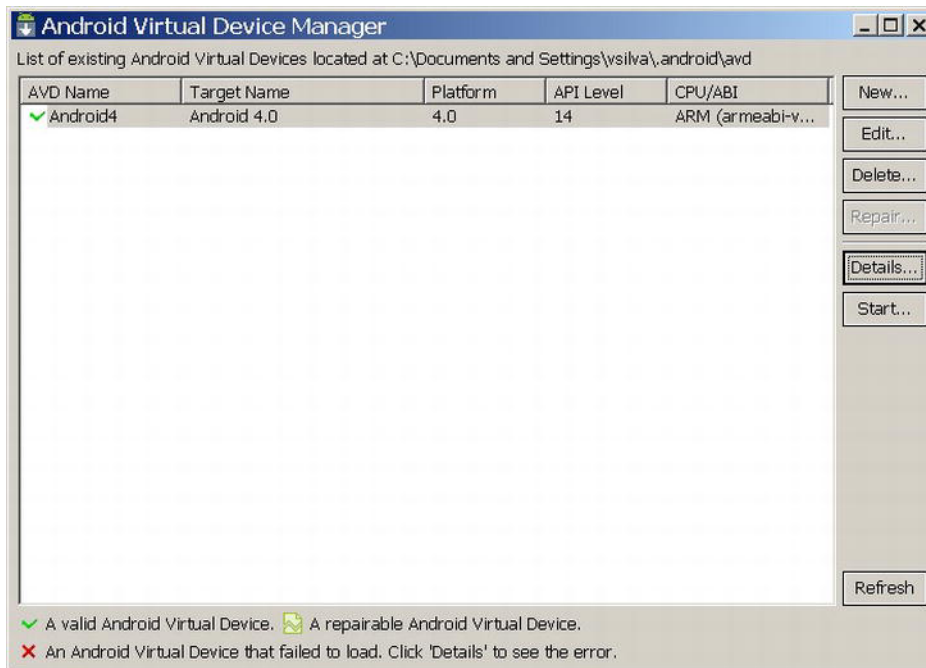 Android Virtual Device Manager
List of existing Android Virtual Devices located at C:\Documents and Settings\vsilva\.android\avd
AVD Name Target Name Platform API Level CPU/ABI
Android4 Android 4.0 4.0 14 ARM (armeabi-v...
New...
Edit...
Delete...
Repair...
Details...
Start...
Refresh
A valid Android Virtual Device. A repairable Android Virtual Device.
An Android Virtual Device that failed to load. Click 'Details' to see the error.